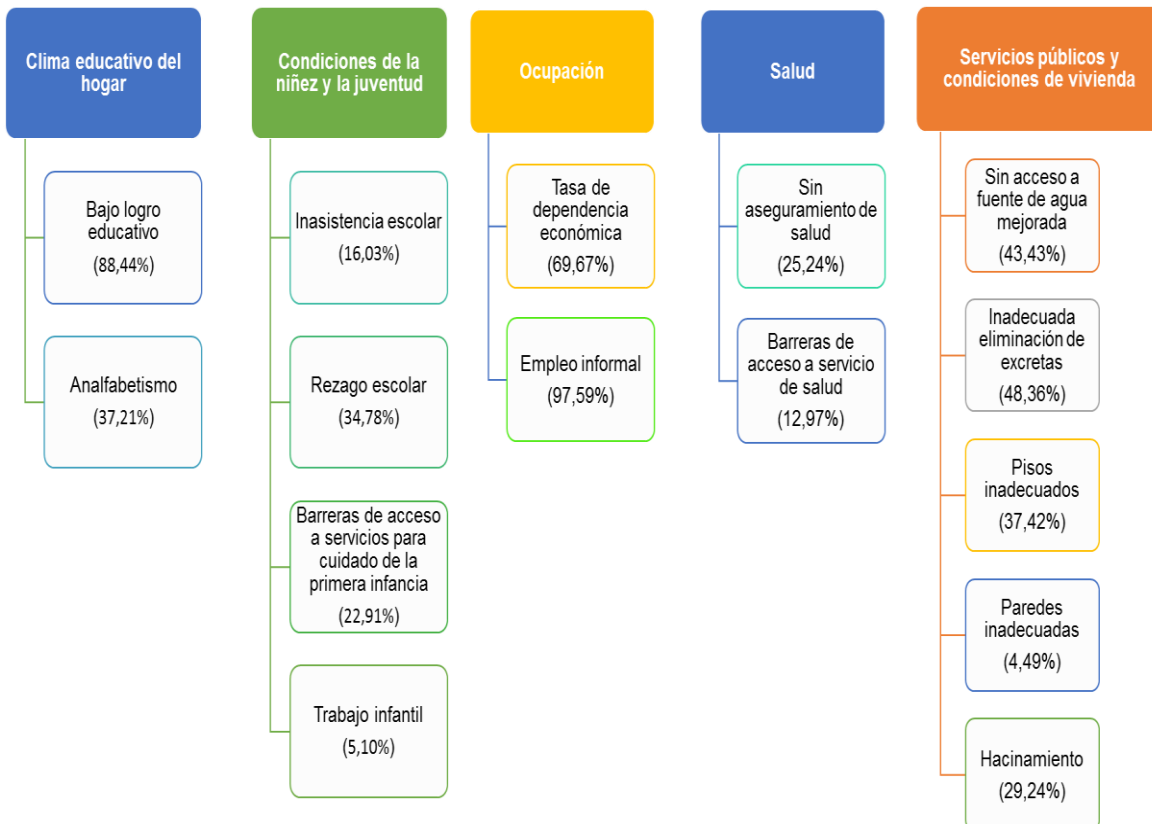 Clima educativo del
hogar
Bajo logro
educativo
(88,44%)
Analfabetismo
(37,21%)
Condiciones de la
niñez y la juventud
Inasistencia escolar
(16,03%)
Rezago escolar
(34,78%)
Barreras de acceso
a servicios para
cuidado de la
primera infancia
(22,91%)
Trabajo infantil
(5,10%)
Ocupación
Tasa de
dependencia
económica
(69,67%)
Empleo informal
(97,59%)
Salud
Sin
aseguramiento de
salud
(25,24%)
Barreras de
acceso a servicio
de salud
(12,97%)
Servicios públicos y
condiciones de vivienda
Sin acceso a
fuente de agua
mejorada
(43,43%)
Inadecuada
eliminación de
excretas
(48,36%)
Pisos
inadecuados
(37,42%)
Paredes
inadecuadas
(4,49%)
Hacinamiento
(29,24%)